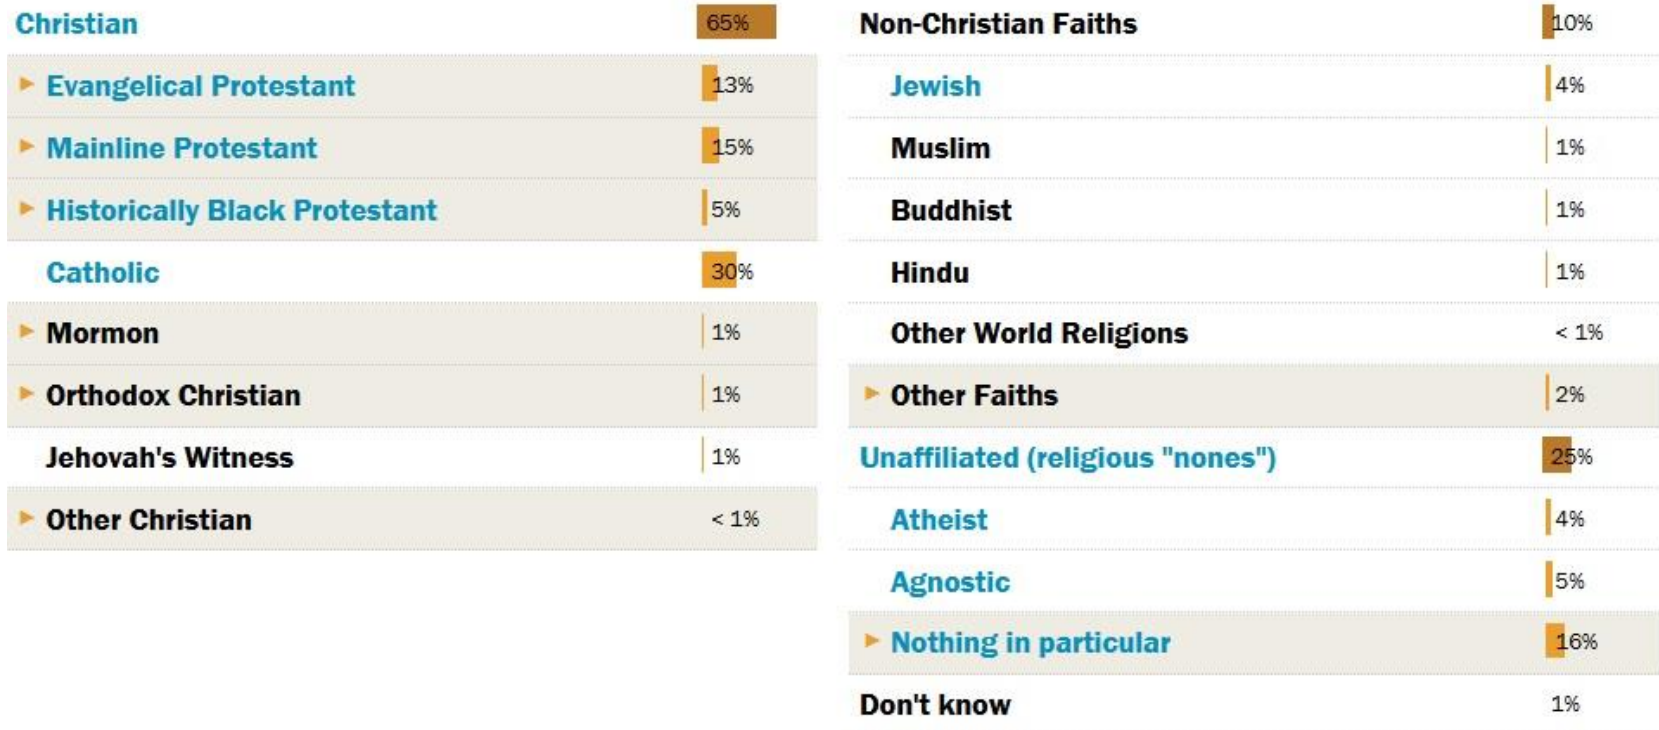 Christian 65%
Evangelical Protestant 13%
Mainline Protestant 15%
Historically Black Protestant 5%
Catholic 30%
Mormon 1%
Orthodox Christian 1%
Jehovah's Witness 1%
Other Christian < 1%
Non-Christian Faiths 10%
Jewish 4%
Muslim 1%
Buddhist 1%
Hindu 1%
Other World Religions < 1%
Other Faiths 2%
Unaffiliated (religious "nones") 25%
Atheist 4%
Agnostic 5%
Nothing in particular 16%
Don't know 1%